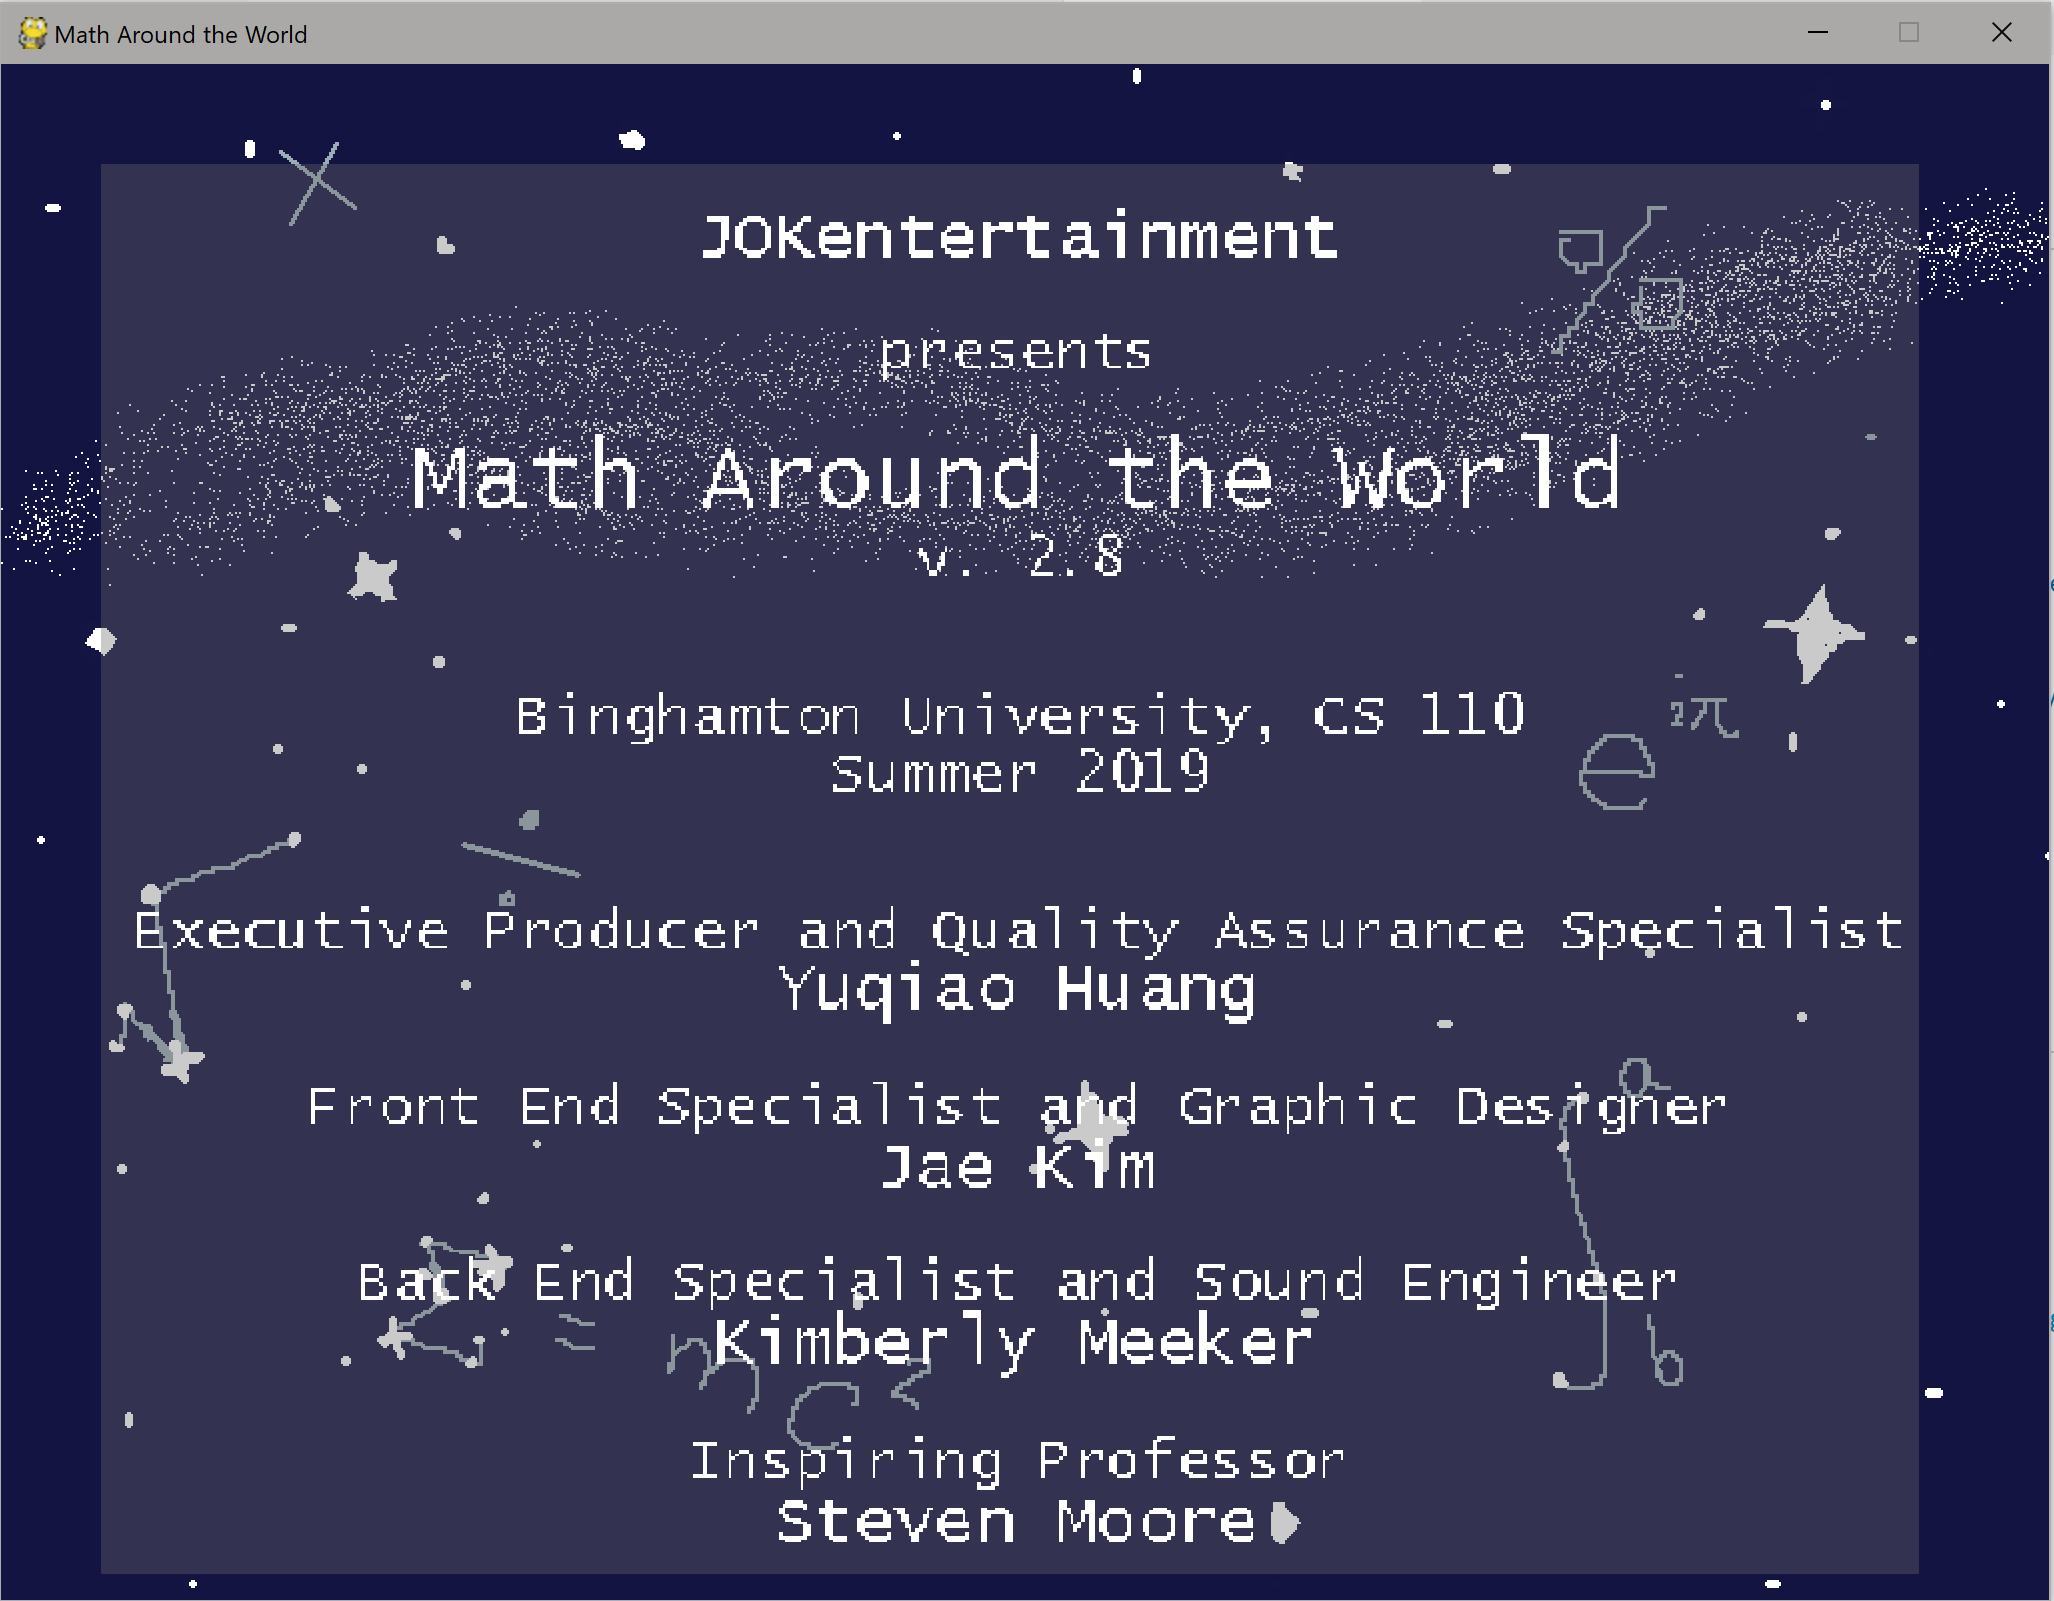 Math Around the World
JOKentertainment
presents
Math Around the World
v. 2.8
Binghamton University, CS 110
Summer 2019
Executive Producer and Quality Assurance Specialist
Yuqiao Huang
Front End Specialist and Graphic Designer
Jae Kim
Back End Specialist and Sound Engineer
Kimberly Meeker
Inspiring Professor
Steven Moore